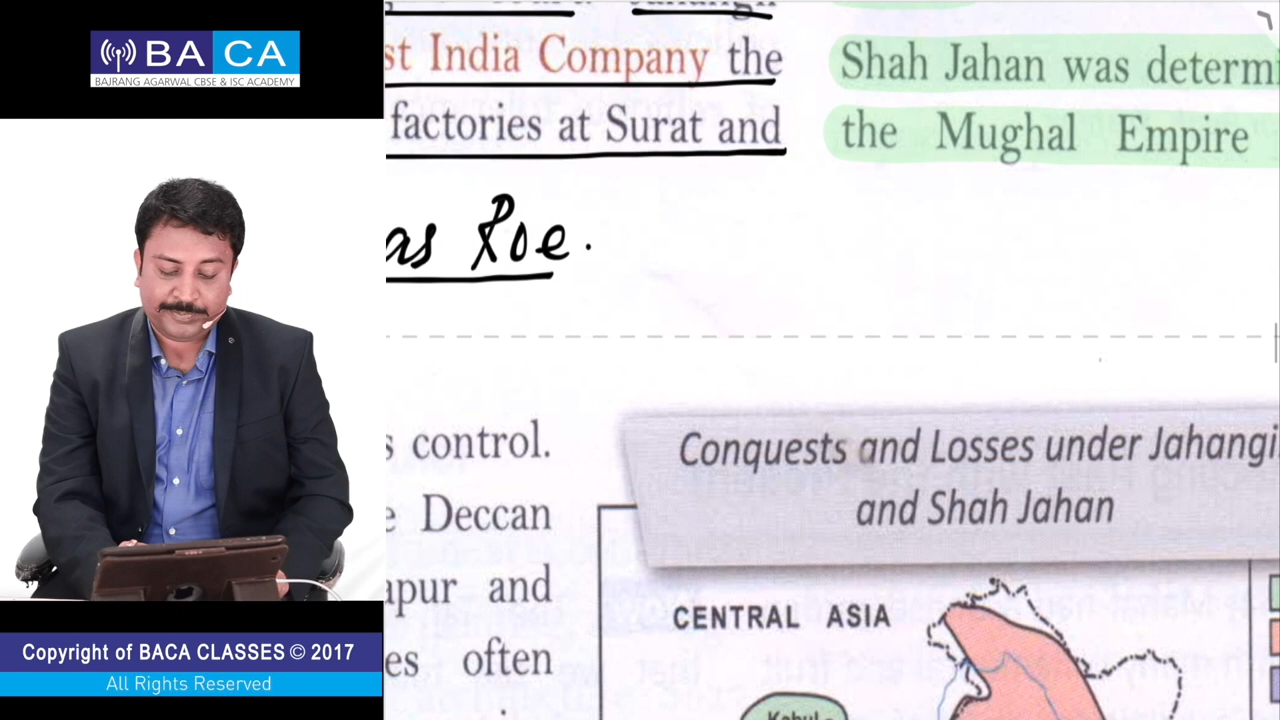 BACA
BAJRANG AGARWAL CBSE & ISC ACADEMY
Copyright of BACA CLASSES © 2017
All Rights Reserved
st India Company the
factories at Surat and
as Roe.
Shah Jahan was determi
the Mughal Empire
s control.
e Deccan
apur and
es often
Conquests and Losses under Jahangi
and Shah Jahan
CENTRAL ASIA
Kabul